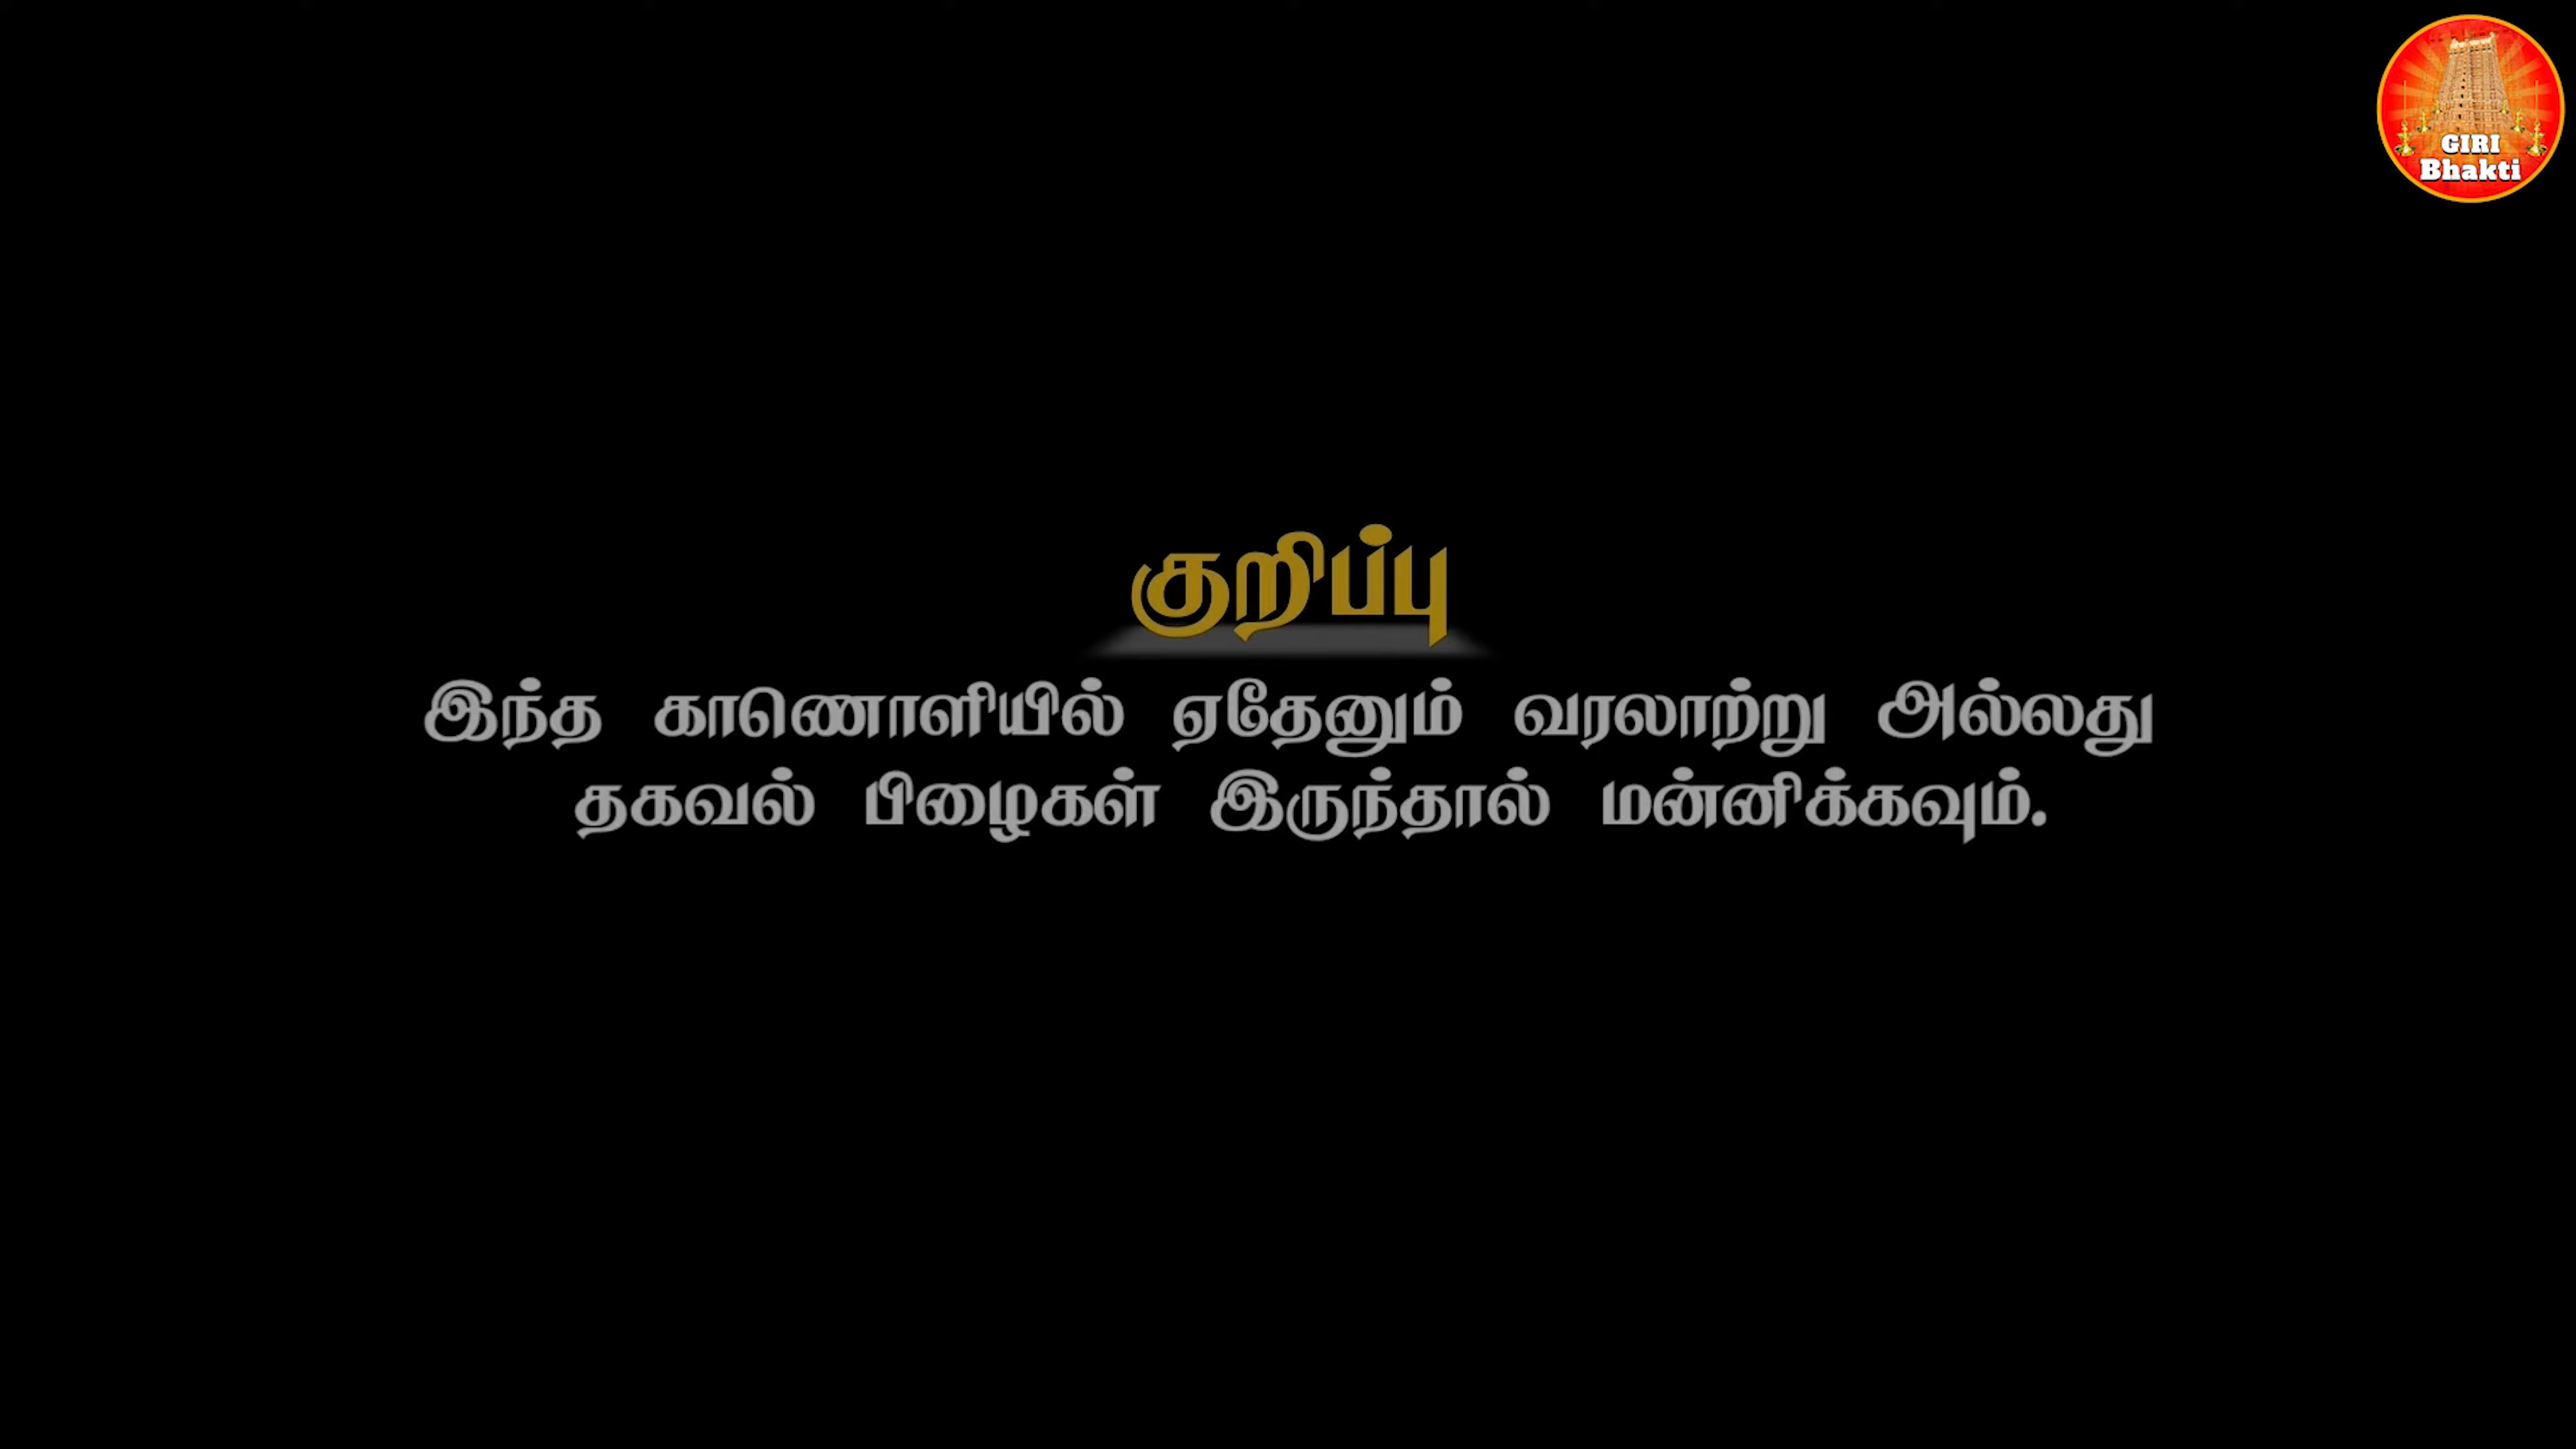 GIRI
Bhakti
குறிப்பு
இந்த காணொளியில் ஏதேனும் வரலாற்று அல்லது
தகவல் பிழைகள் இருந்தால் மன்னிக்கவும்.